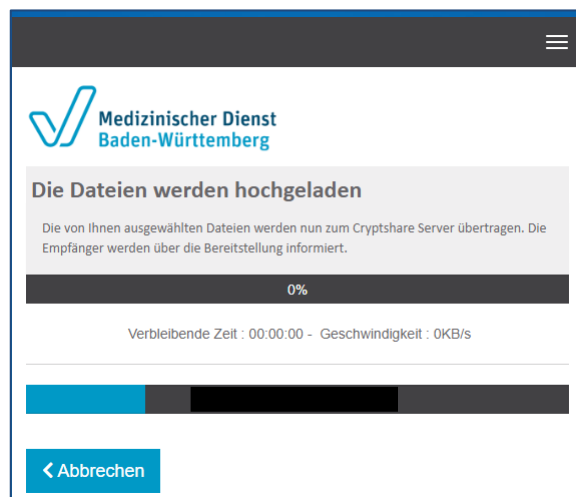 Medizinischer Dienst
Baden-Württemberg
Die Dateien werden hochgeladen
Die von Ihnen ausgewählten Dateien werden nun zum Cryptshare Server übertragen. Die
Empfänger werden über die Bereitstellung informiert.
0%
Verbleibende Zeit : 00:00:00 - Geschwindigkeit : 0KB/s
Abbrechen